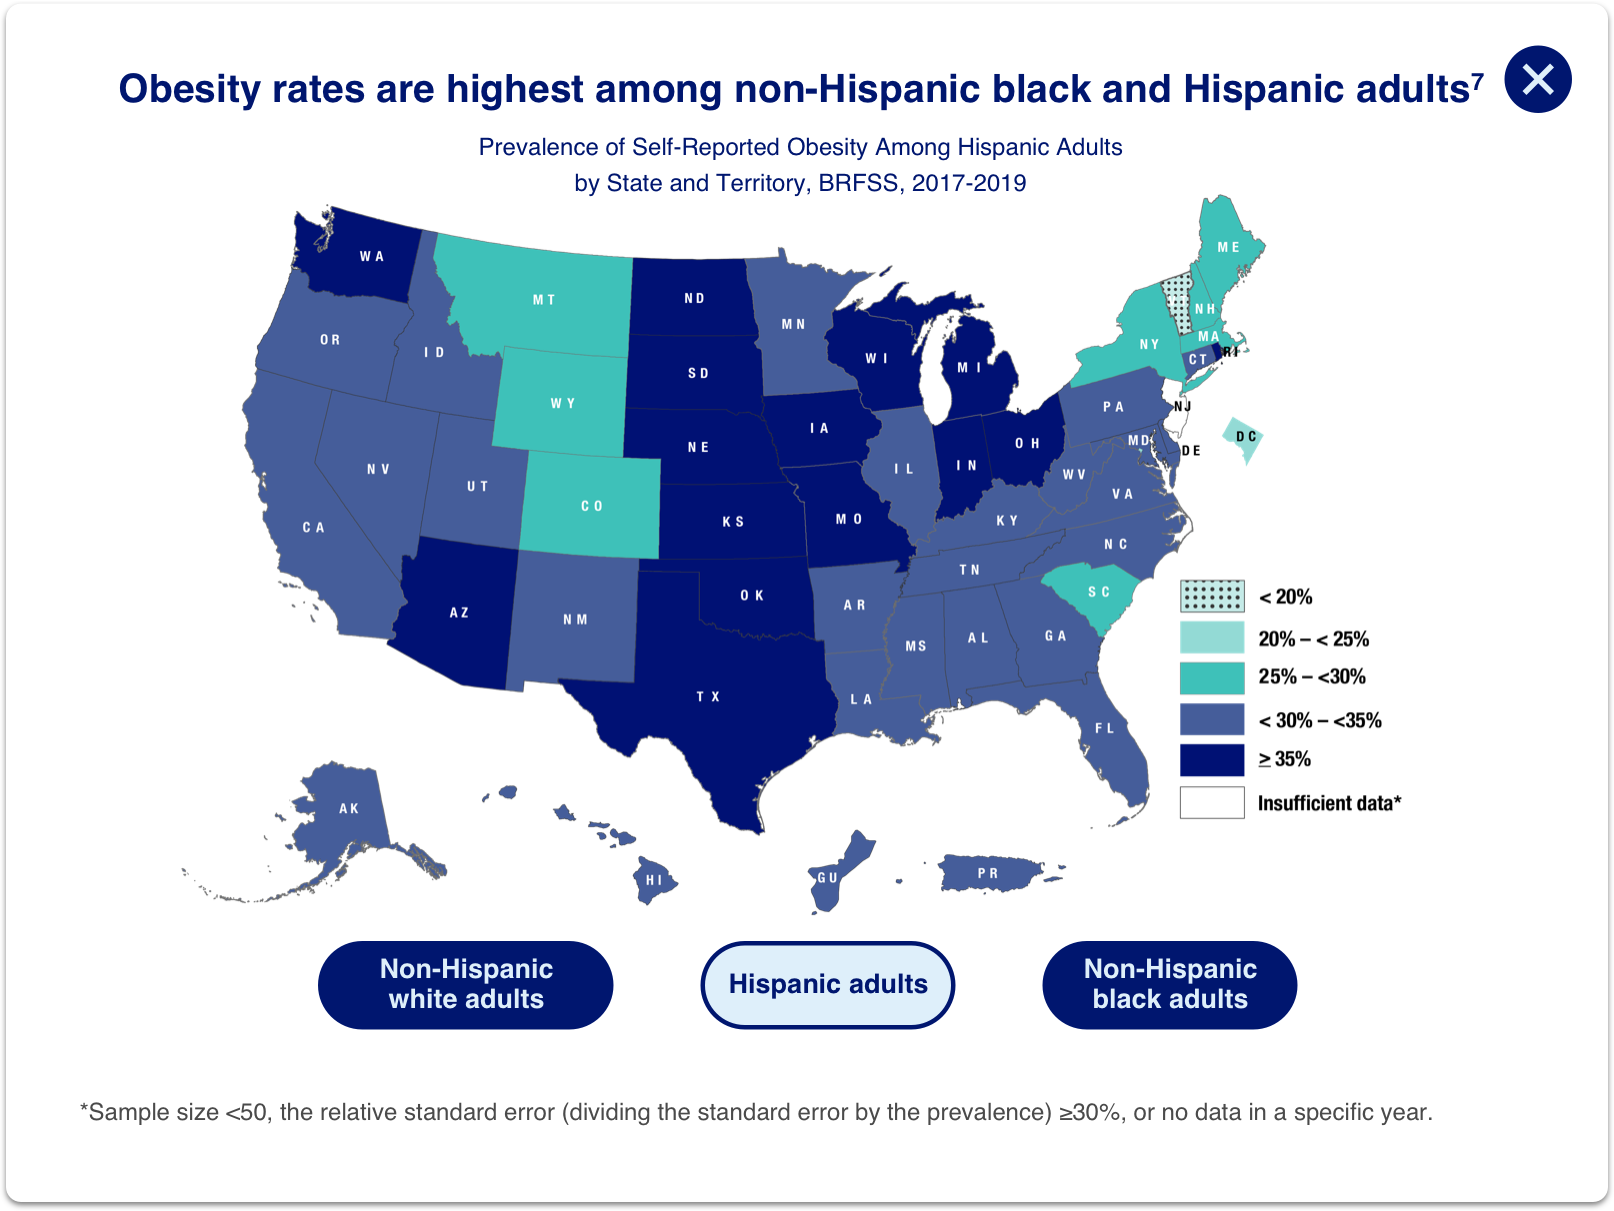 Obesity rates are highest among non-Hispanic black and Hispanic adults⁷
Prevalence of Self-Reported Obesity Among Hispanic Adults
by State and Territory, BRFSS, 2017-2019
WA
MT
ND
MN
ME
OR
ID
SD
WI
MI
NY
NH
MA
CT
RI
WY
NE
IA
PA
NJ
NV
UT
CO
KS
MO
IL
IN
OH
WV
MD
DE
DC
VA
CA
AZ
NM
OK
AR
KY
TN
NC
SC
TX
LA
MS
AL
GA
FL
AK
HI
GU
PR
< 20%
20% – < 25%
25% – <30%
< 30% – <35%
≥ 35%
Insufficient data*
Non-Hispanic
white adults
Hispanic adults
Non-Hispanic
black adults
*Sample size <50, the relative standard error (dividing the standard error by the prevalence) ≥30%, or no data in a specific year.